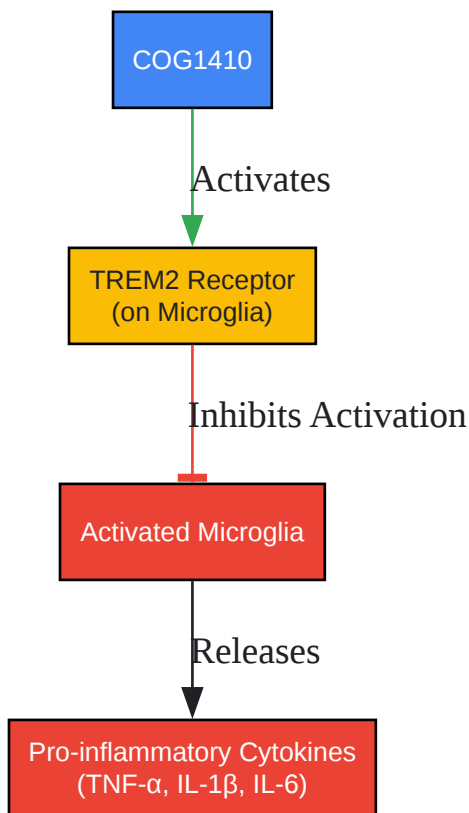 COG1410
Activates
TREM2 Receptor
(on Microglia)
Inhibits Activation
Activated Microglia
Releases
Pro-inflammatory Cytokines
(TNF-α, IL-1β, IL-6)